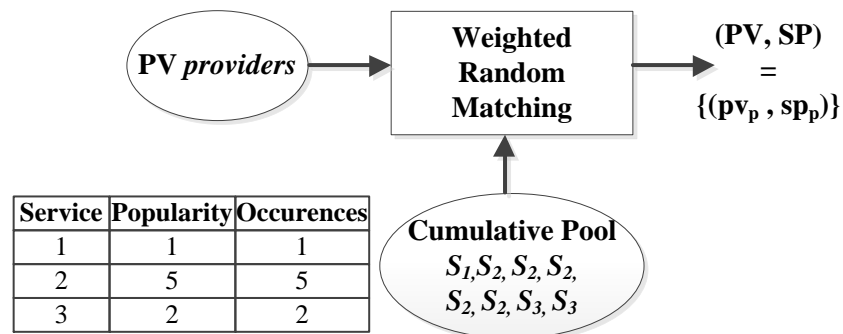 PV providers
Weighted
Random
Matching
(PV, SP)
=
{(pvₚ , spₚ)}
Service Popularity Occurences
1 1 1
2 5 5
3 2 2
Cumulative Pool
S₁,S₂, S₂, S₂,
S₂, S₂, S₃, S₃